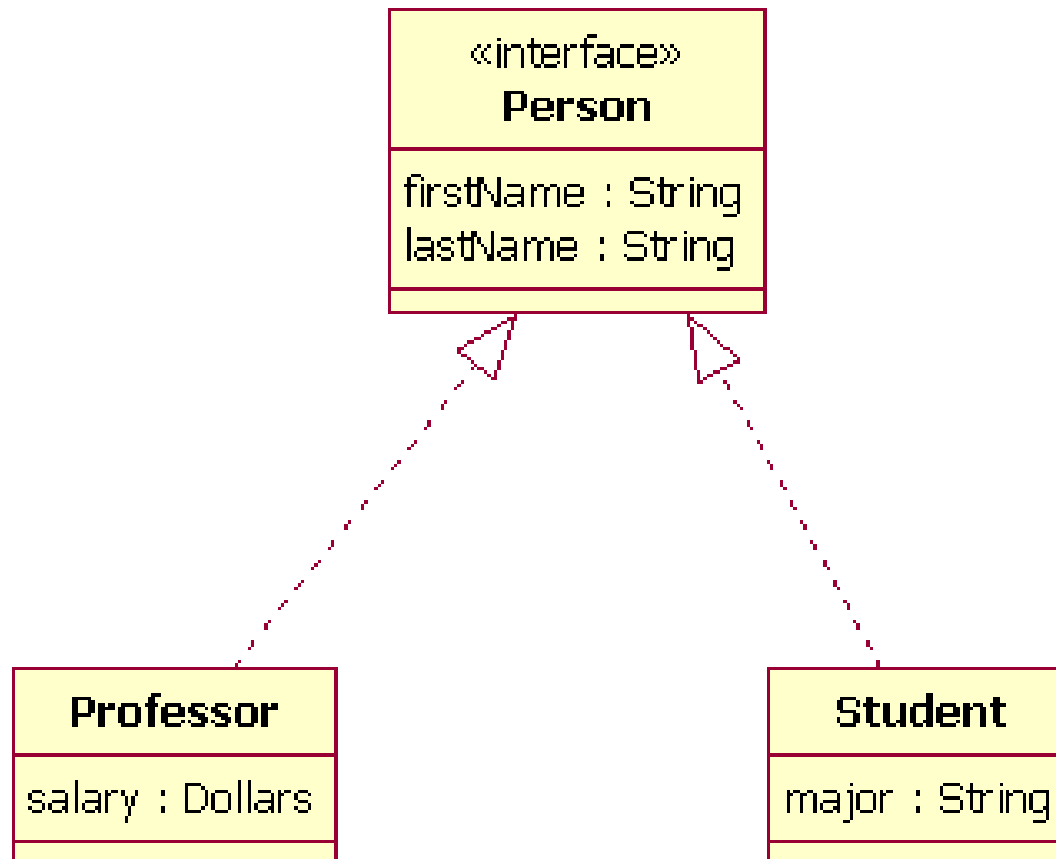 «interface»
Person
firstName : String
lastName : String
Professor
salary : Dollars
Student
major : String